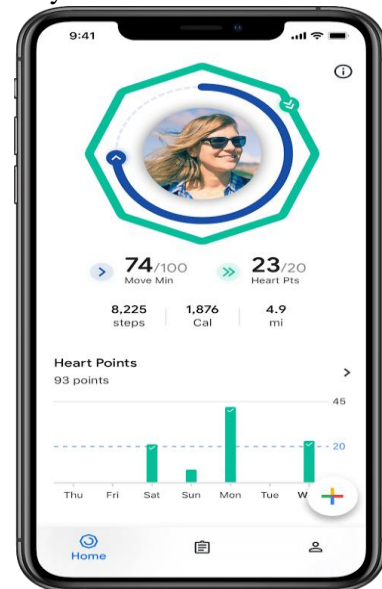 9:41
74/100
Move Min
23/20
Heart Pts
8,225
steps
1,876
Cal
4.9
mi
Heart Points
93 points
45
20
Thu Fri Sat Sun Mon Tue W
Home